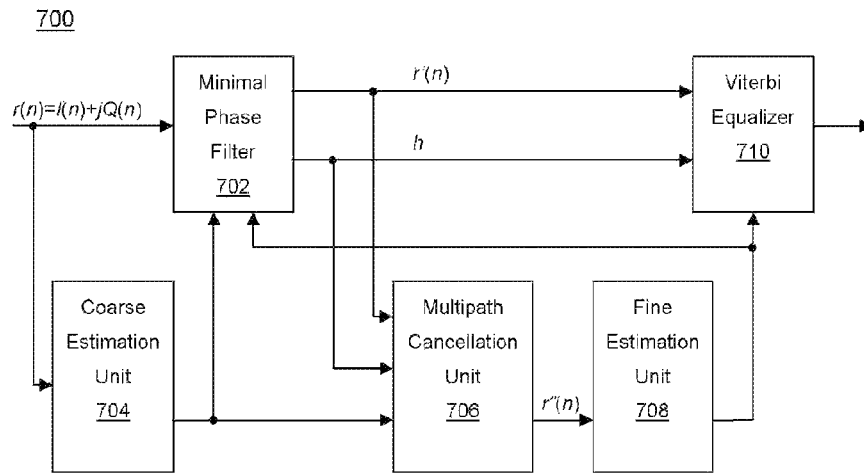 700
r(n)=I(n)+jQ(n)
Minimal
Phase
Filter
702
r'(n)
h
Viterbi
Equalizer
710
Coarse
Estimation
Unit
704
Multipath
Cancellation
Unit
706
r''(n)
Fine
Estimation
Unit
708